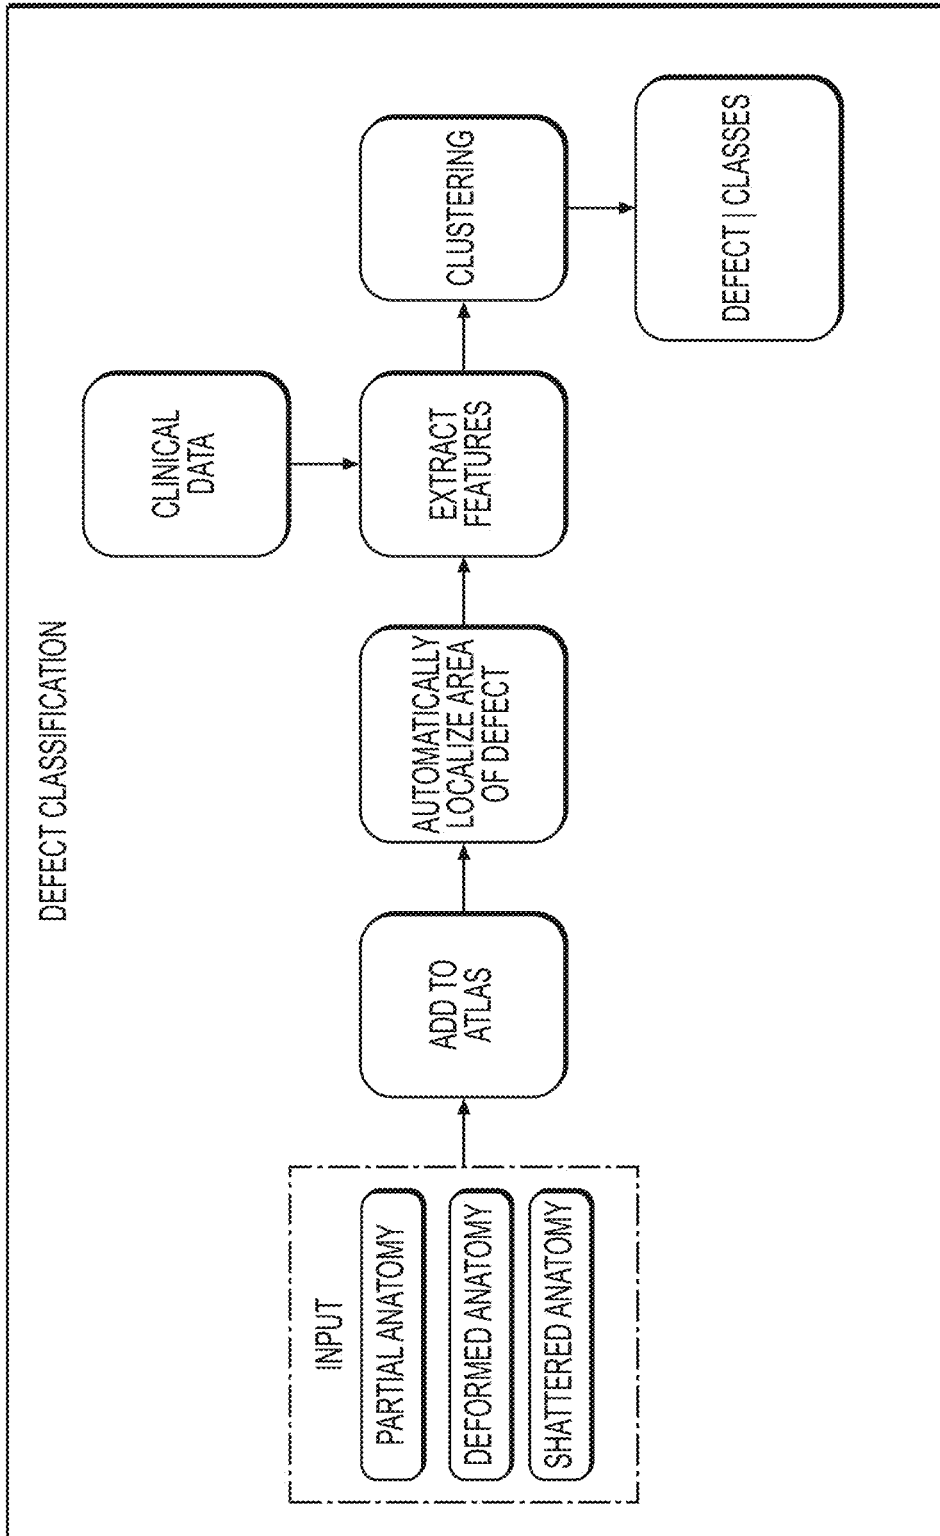 DEFECT CLASSIFICATION
INPUT
PARTIAL ANATOMY
DEFORMED ANATOMY
SHATTERED ANATOMY
ADD TO
ATLAS
AUTOMATICALLY
LOCALIZE AREA
OF DEFECT
CLINICAL
DATA
EXTRACT
FEATURES
CLUSTERING
DEFECT | CLASSES